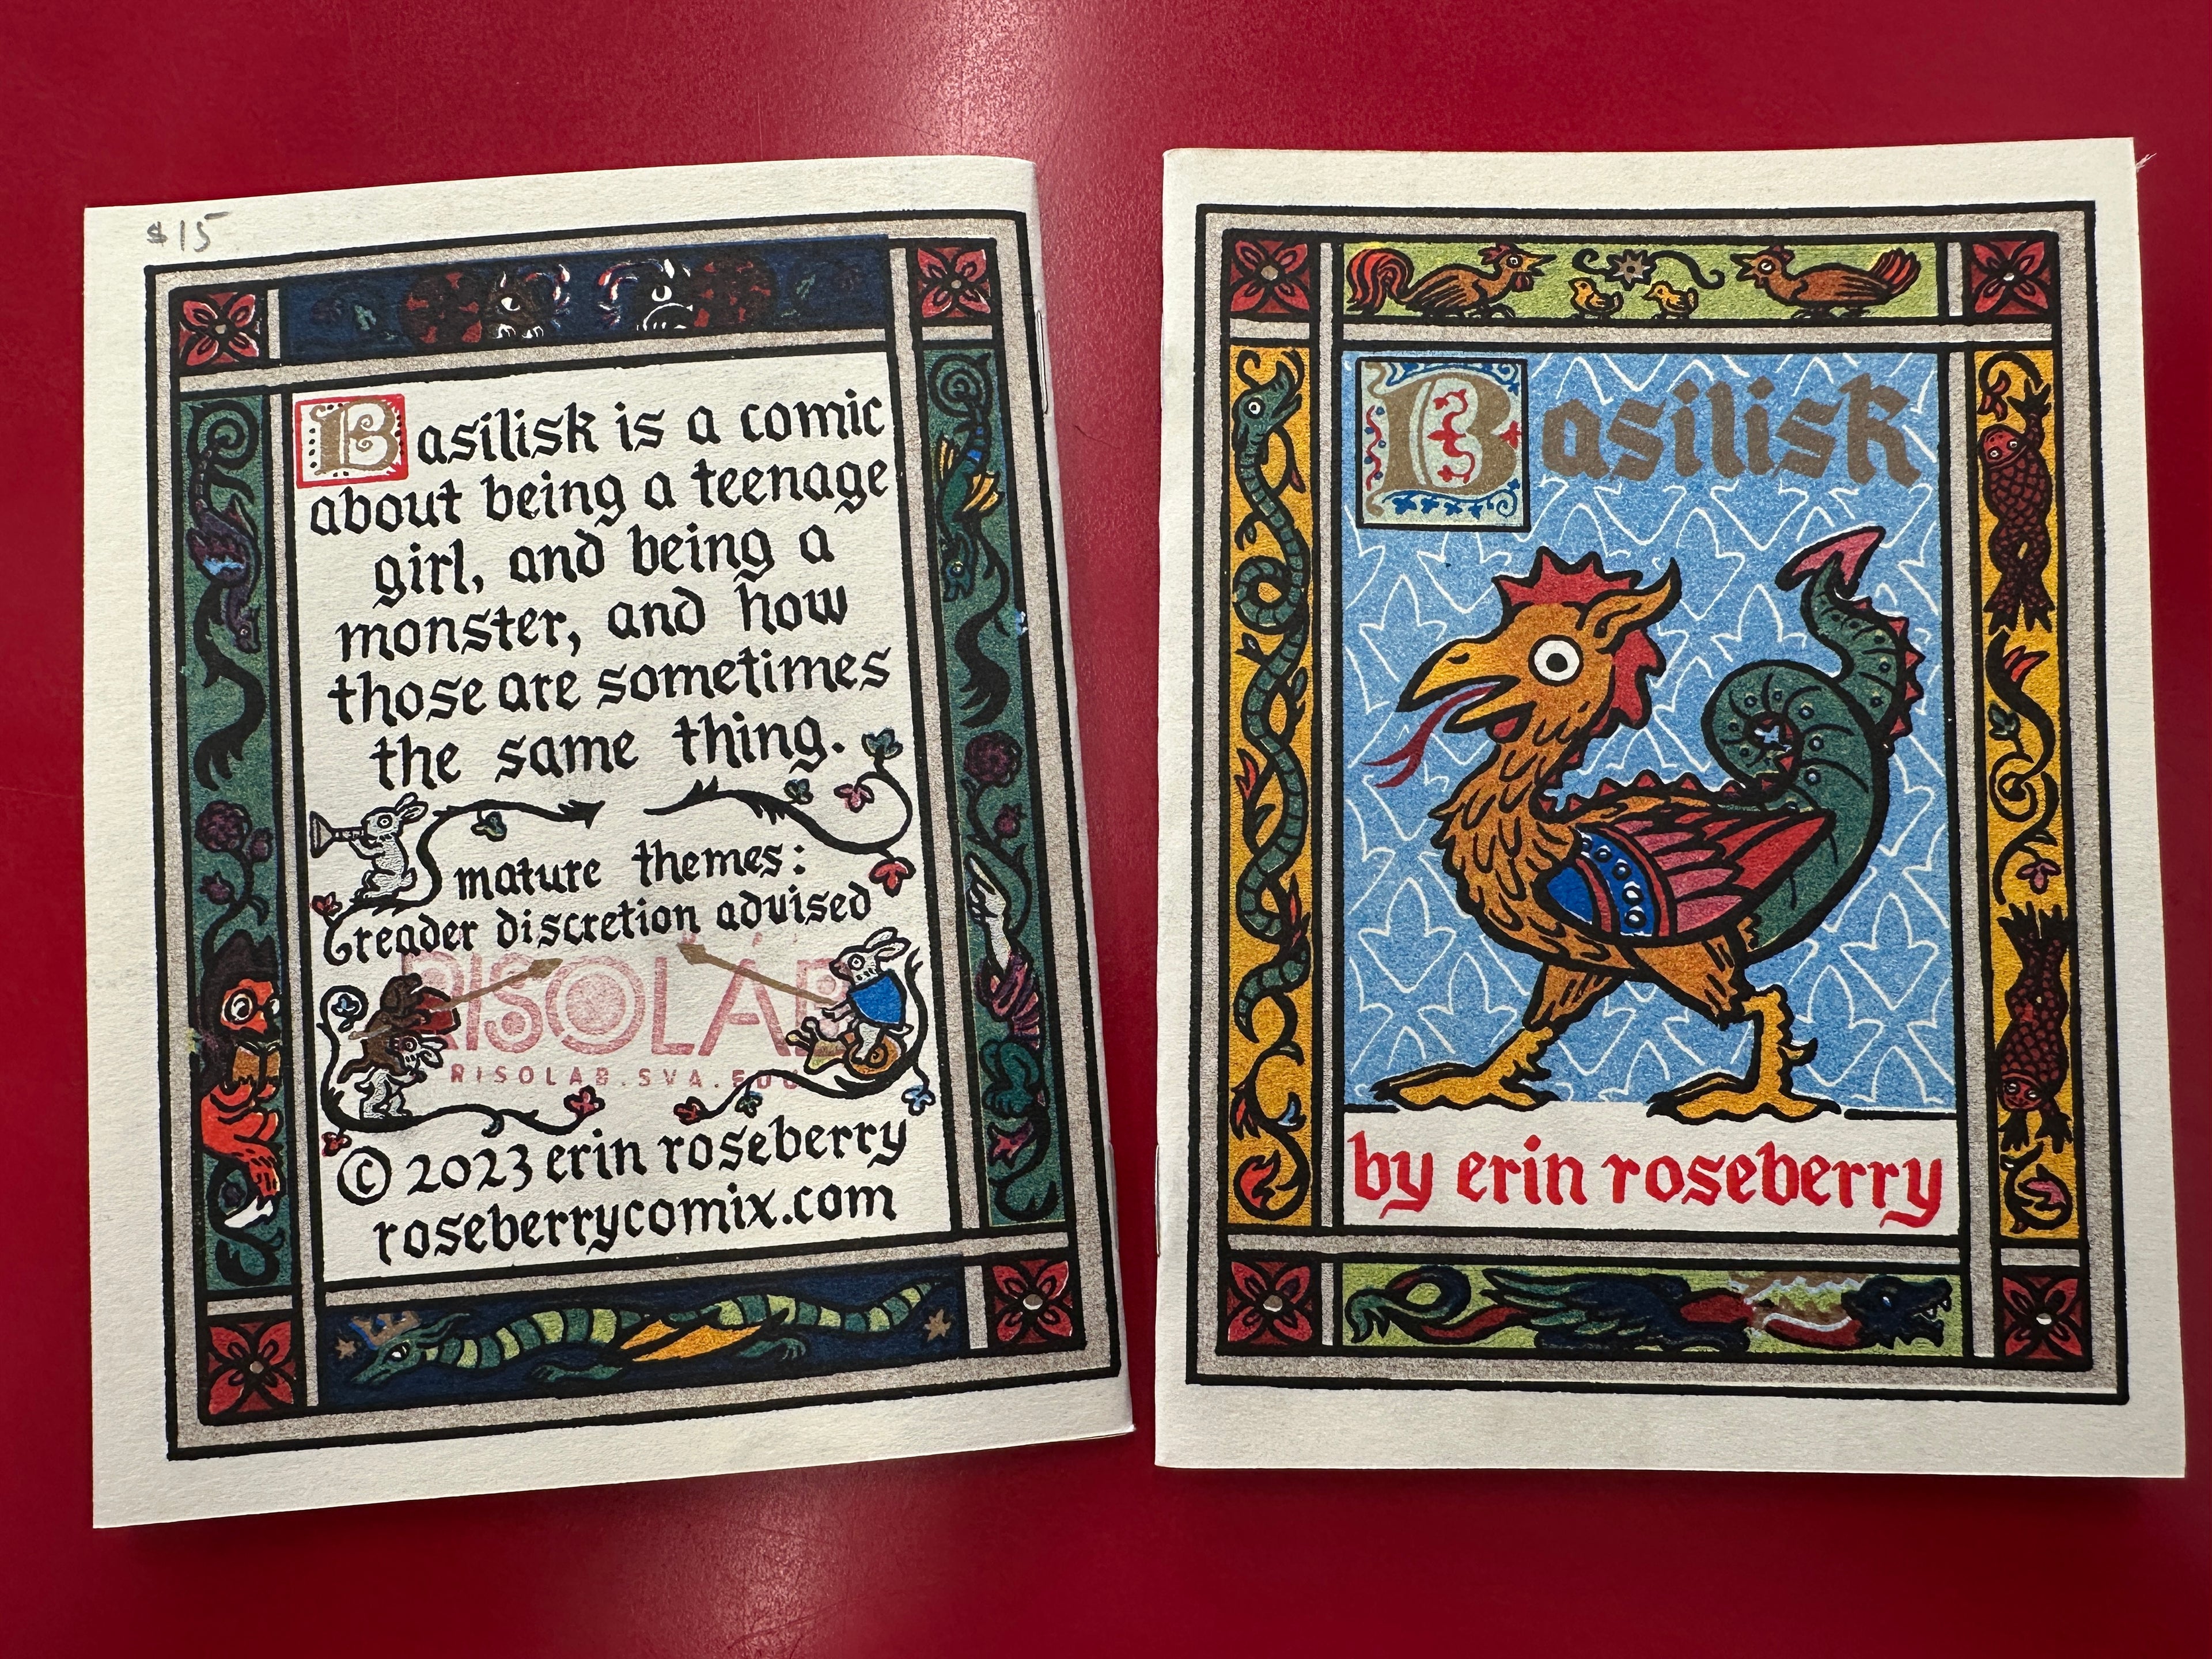 $15
Basilisk is a comic
about being a teenage
girl, and being a
monster, and how
those are sometimes
the same thing.
mature themes:
reader discretion advised
RISOLAB
RISOLAB.SVA.EDU
© 2023 erin roseberry
roseberrycomix.com
Basilisk
by erin roseberry